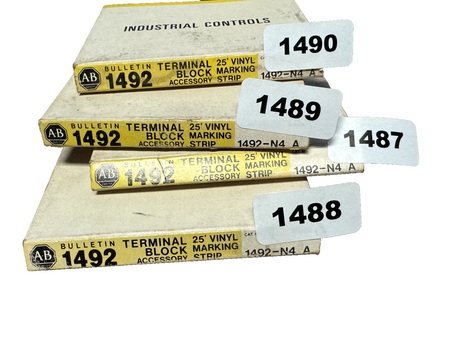 INDUSTRIAL CONTROLS
1490
AB
BULLETIN
1492
TERMINAL 25' VINYL
BLOCK MARKING
ACCESSORY STRIP
1492-N4 A
1489
AB
BULLETIN
1492
TERMINAL 25' VINYL
BLOCK MARKING
ACCESSORY STRIP
1492-N4 A
1487
AB
BULLETIN
1492
TERMINAL 25' VINYL
BLOCK MARKING
ACCESSORY STRIP
1492-N4 A
1488
AB
BULLETIN
1492
TERMINAL 25' VINYL
BLOCK MARKING
ACCESSORY STRIP
CAT
1492-N4 A